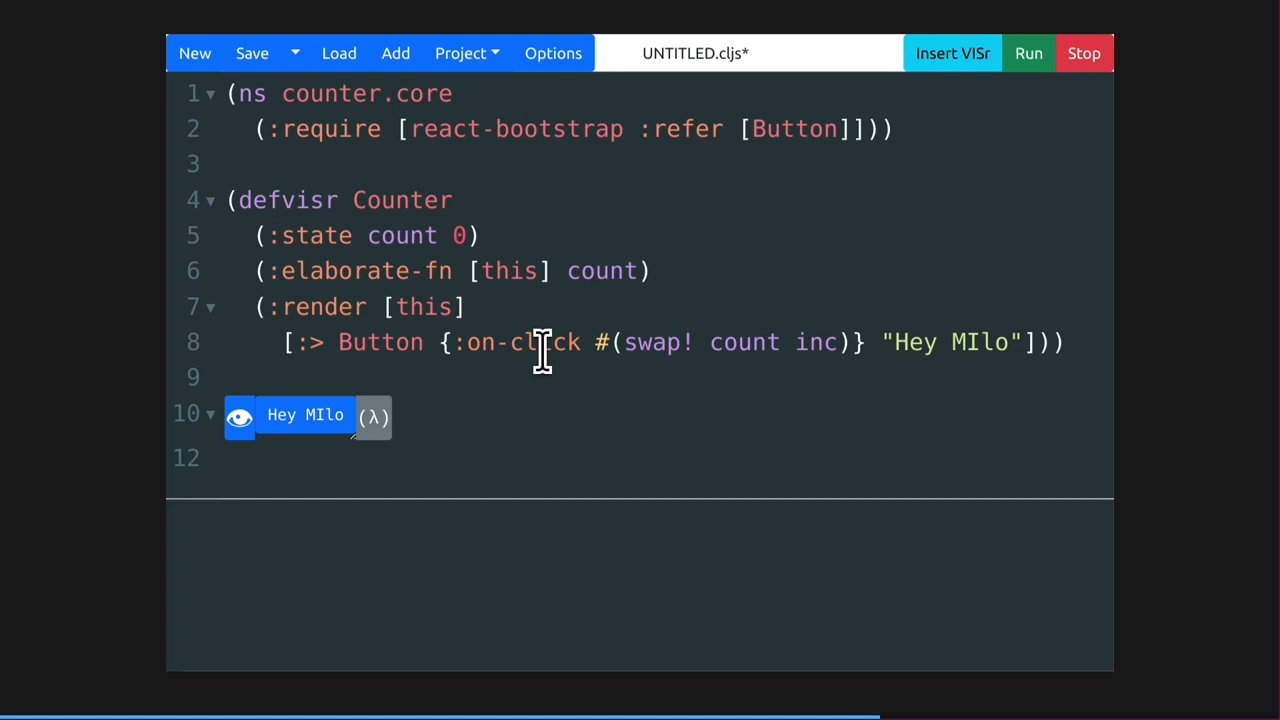 New Save Load Add Project Options UNTITLED.cljs* Insert VISr Run Stop
1 (ns counter.core
2 (:require [react-bootstrap :refer [Button]]))
3
4 (defvisr Counter
5 (:state count 0)
6 (:elaborate-fn [this] count)
7 (:render [this]
8 [:> Button {:on-click #(swap! count inc)} "Hey MIlo"]))
9
10 Hey MIlo (λ)
12